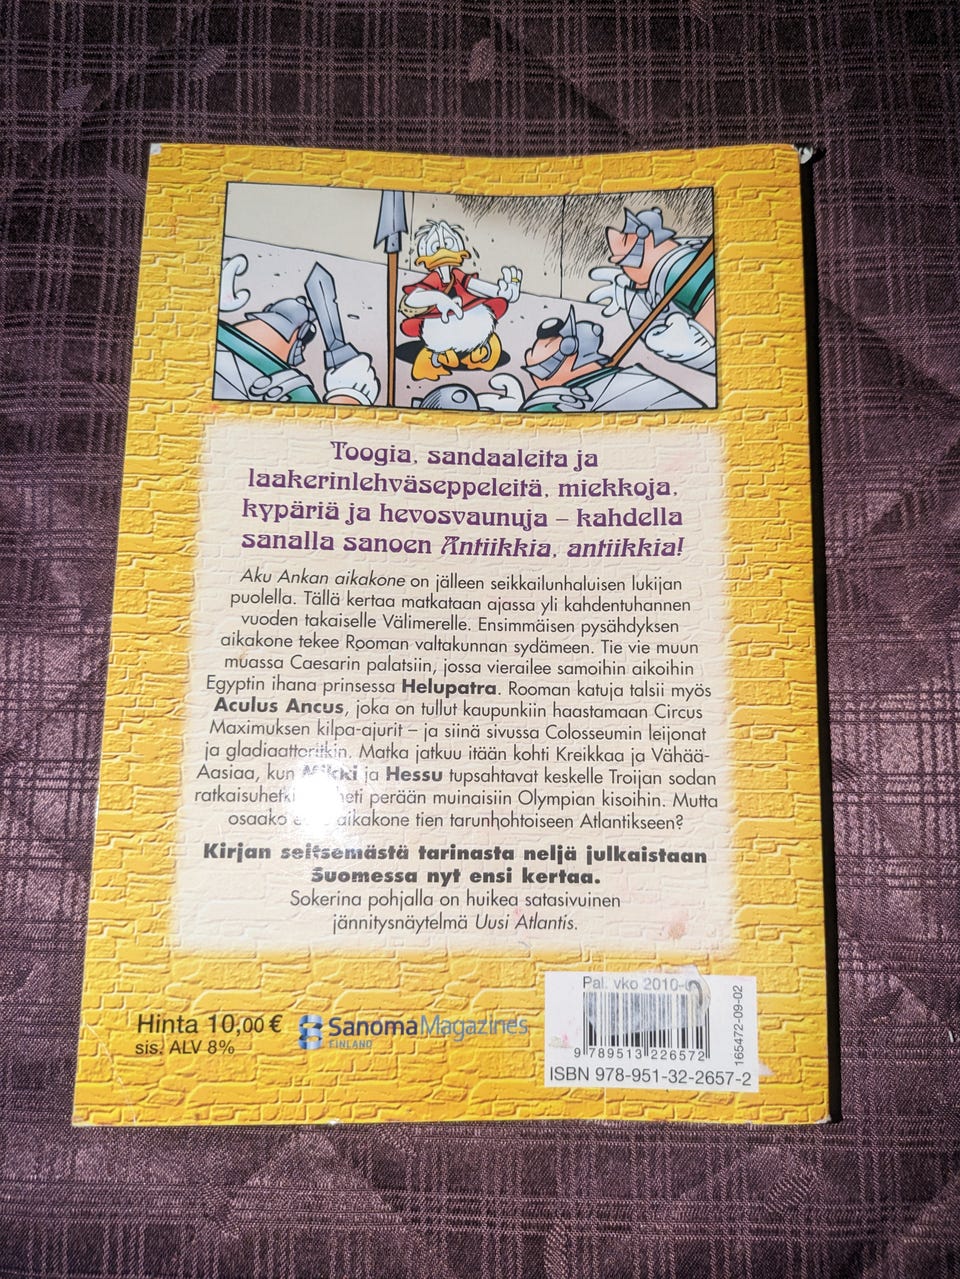 Toogia, sandaaleita ja
laakerinlehväseppeleitä, miekkoja,
kypäriä ja hevosvaunuja – kahdella
sanalla sanoen Antiikkia, antiikkia!
Aku Ankan aikakone on jälleen seikkailunhaluisen lukijan
puolella. Tällä kertaa matkataan ajassa yli kahdentuhannen
vuoden takaiselle Välimerelle. Ensimmäisen pysähdyksen
aikakone tekee Rooman valtakunnan sydämeen. Tie vie muun
muassa Caesarin palatsiin, jossa vierailee samoihin aikoihin
Egyptin ihana prinsessa Helupatra. Rooman katuja talsii myös
Aculus Ancus, joka on tullut kaupunkiin haastamaan Circus
Maximuksen kilpa-ajurit – ja siinä sivussa Colosseumin leijonat
ja gladiaattoritkin. Matka jatkuu itään kohti Kreikkaa ja Vähää-
Aasiaa, kun Mikki ja Hessu tupsahtavat keskelle Troijan sodan
perään muinaisiin Olympian kisoihin. Mutta
osaako aikakone tien tarunhohtoiseen Atlantikseen?
Kirjan seitsemästä tarinasta neljä julkaistaan
Suomessa nyt ensi kertaa.
Sokerina pohjalla on huikea satasivuinen
jännitysnäytelmä Uusi Atlantis.
Hinta 10,00 €
sis. ALV 8%
SanomaMagazines
FINLAND
Pal. vko
9 789513 226572
ISBN 978-951-32-2657-2
165472-09-02